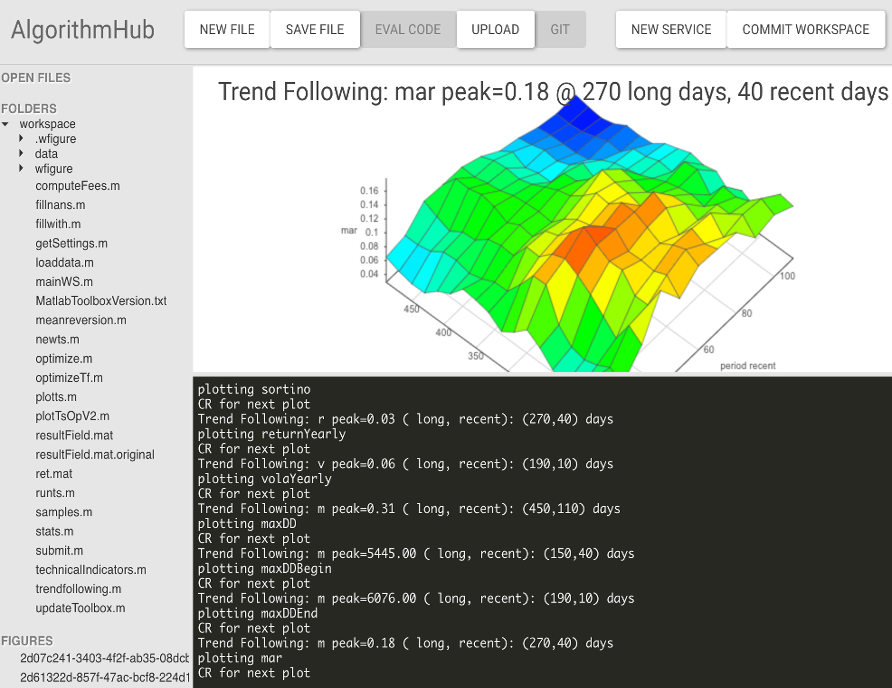 AlgorithmHub
NEW FILE
SAVE FILE
EVAL CODE
UPLOAD
GIT
NEW SERVICE
COMMIT WORKSPACE
OPEN FILES
FOLDERS
workspace
.wfigure
data
wfigure
computeFees.m
fillnans.m
fillwith.m
getSettings.m
loaddata.m
mainWS.m
MatlabToolboxVersion.txt
meanreversion.m
newts.m
optimize.m
optimizeTf.m
plotts.m
plotTsOpV2.m
resultField.mat
resultField.mat.original
ret.mat
runts.m
samples.m
stats.m
submit.m
technicalIndicators.m
trendfollowing.m
updateToolbox.m
FIGURES
2d07c241-3403-4f2f-ab35-08dcb
2d61322d-857f-47ac-bcf8-224d1
Trend Following: mar peak=0.18 @ 270 long days, 40 recent days
0.16
0.14
0.12
mar 0.1
0.08
0.06
0.04
450
400
350
100
80
60
period recent
plotting sortino
CR for next plot
Trend Following: r peak=0.03 ( long, recent): (270,40) days
plotting returnYearly
CR for next plot
Trend Following: v peak=0.06 ( long, recent): (190,10) days
plotting volaYearly
CR for next plot
Trend Following: m peak=0.31 ( long, recent): (450,110) days
plotting maxDD
CR for next plot
Trend Following: m peak=5445.00 ( long, recent): (150,40) days
plotting maxDDBegin
CR for next plot
Trend Following: m peak=6076.00 ( long, recent): (190,10) days
plotting maxDDEnd
CR for next plot
Trend Following: m peak=0.18 ( long, recent): (270,40) days
plotting mar
CR for next plot